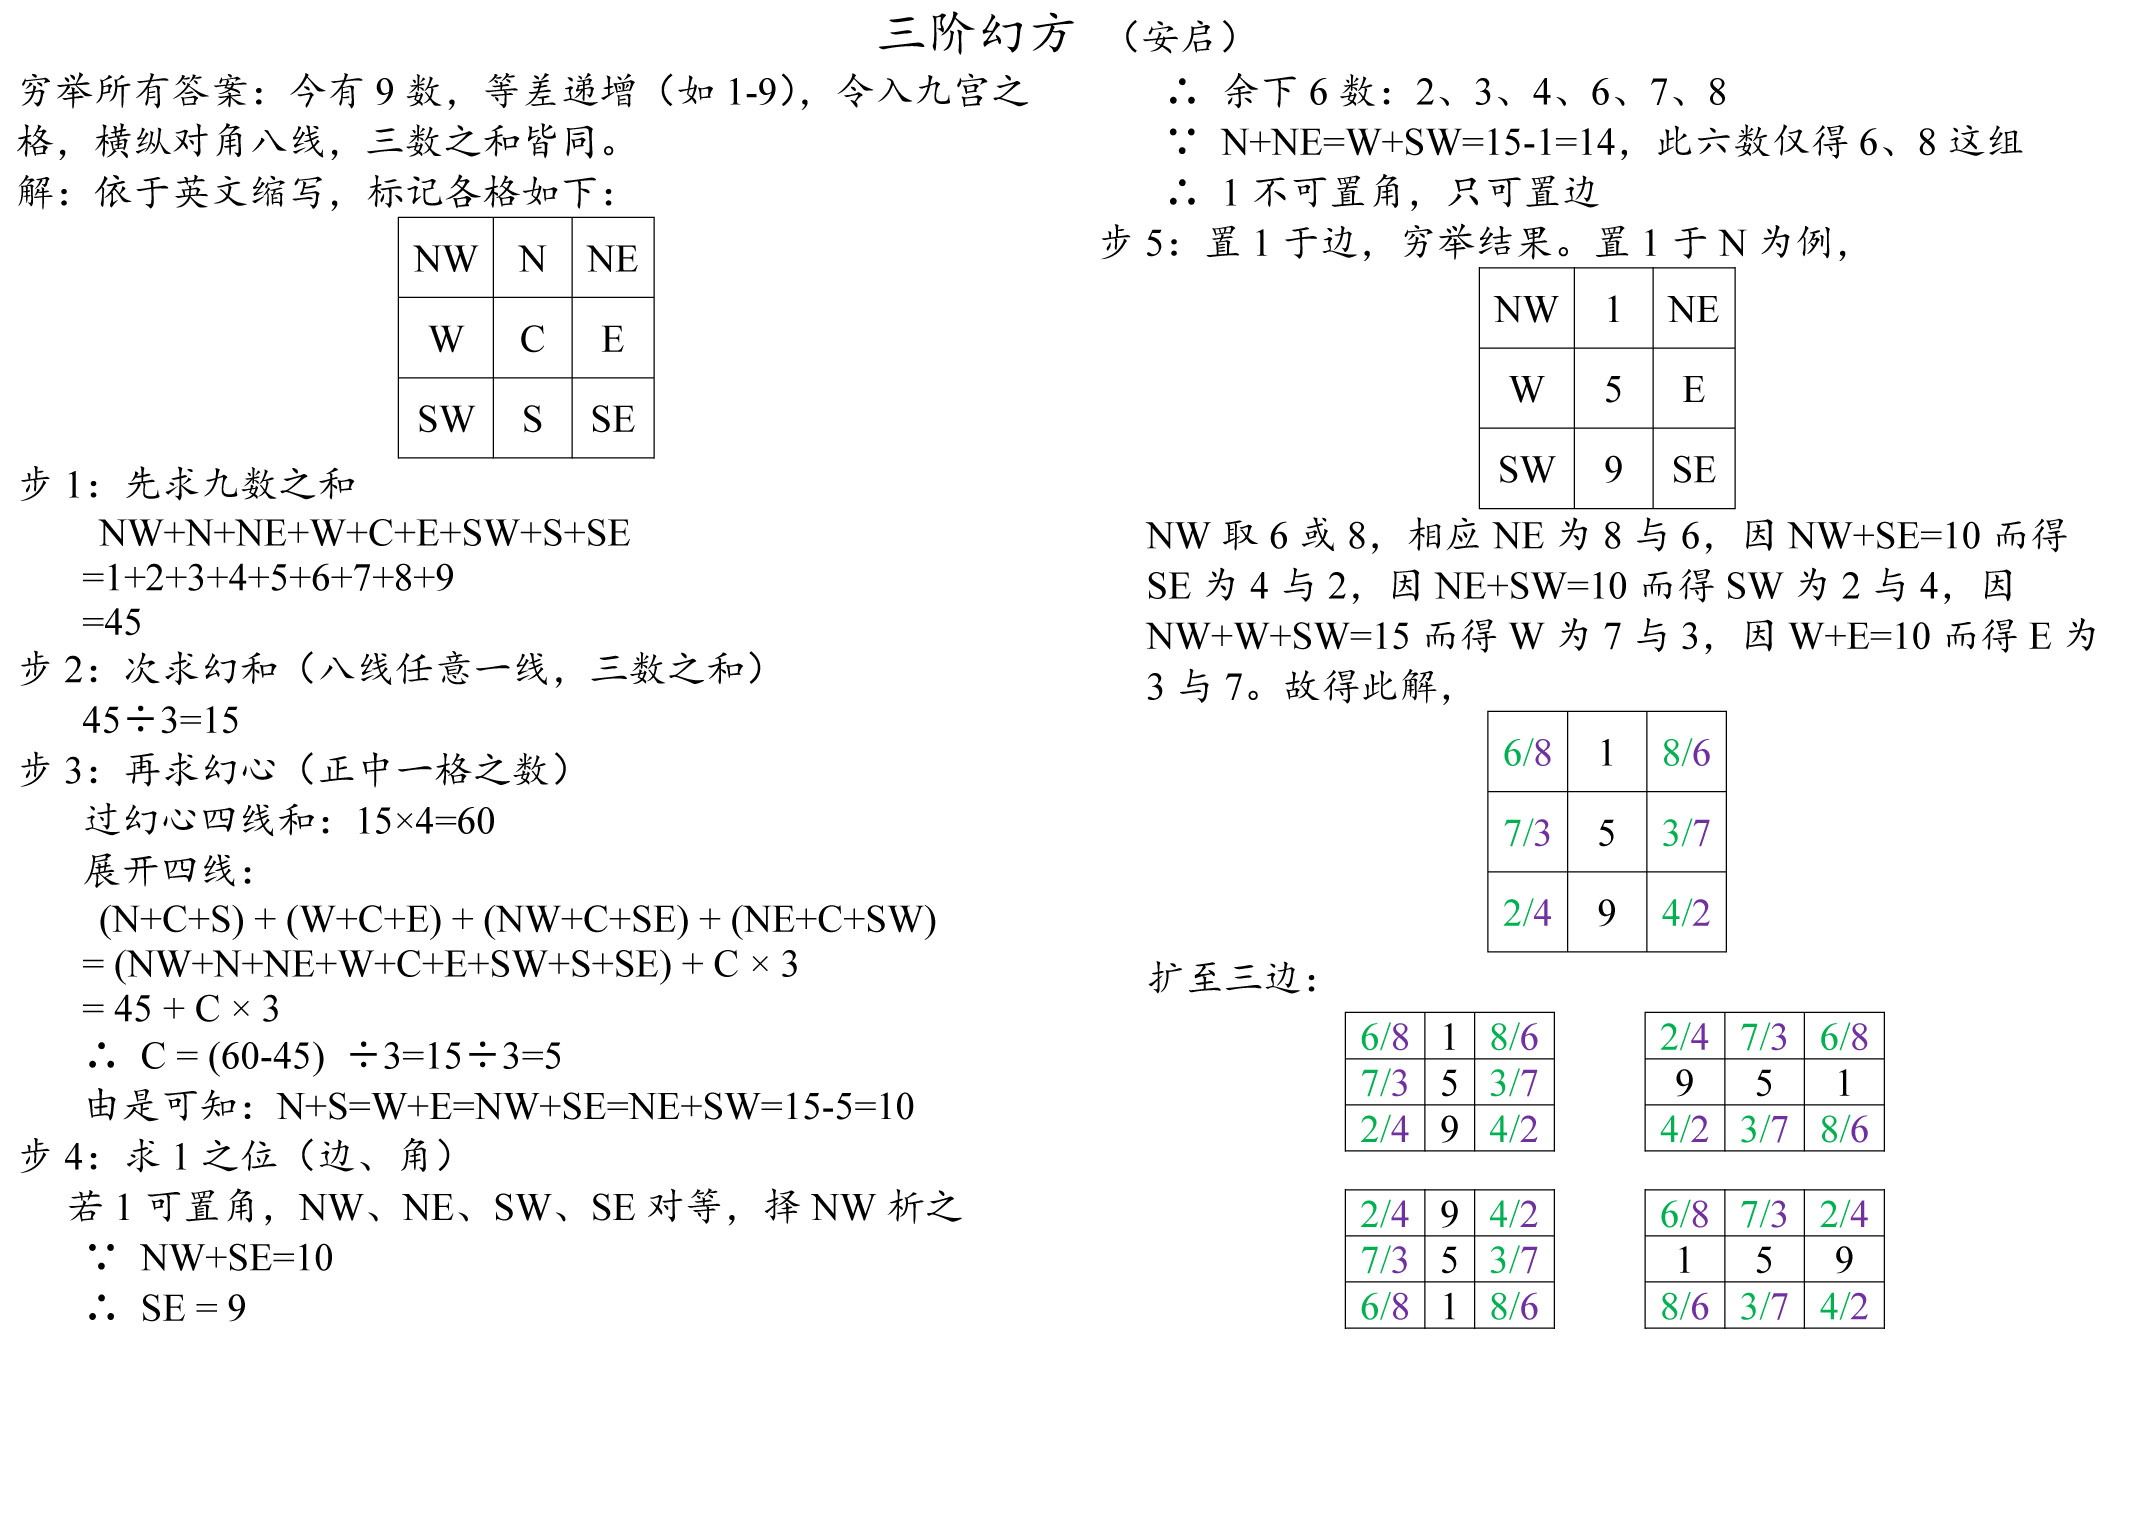 三阶幻方 （安启）
穷举所有答案：今有 9 数，等差递增（如 1-9），令入九宫之
格，横纵对角八线，三数之和皆同。
解：依于英文缩写，标记各格如下：
NW N NE
W C E
SW S SE
步 1：先求九数之和
NW+N+NE+W+C+E+SW+S+SE
=1+2+3+4+5+6+7+8+9
=45
步 2：次求幻和（八线任意一线，三数之和）
45÷3=15
步 3：再求幻心（正中一格之数）
过幻心四线和：15×4=60
展开四线：
(N+C+S) + (W+C+E) + (NW+C+SE) + (NE+C+SW)
= (NW+N+NE+W+C+E+SW+S+SE) + C × 3
= 45 + C × 3
∴ C = (60-45) ÷3=15÷3=5
由是可知：N+S=W+E=NW+SE=NE+SW=15-5=10
步 4：求 1 之位（边、角）
若 1 可置角，NW、NE、SW、SE 对等，择 NW 析之
∵ NW+SE=10
∴ SE = 9
∴ 余下 6 数：2、3、4、6、7、8
∵ N+NE=W+SW=15-1=14，此六数仅得 6、8 这组
∴ 1 不可置角，只可置边
步 5：置 1 于边，穷举结果。置 1 于 N 为例，
NW 1 NE
W 5 E
SW 9 SE
NW 取 6 或 8，相应 NE 为 8 与 6，因 NW+SE=10 而得
SE 为 4 与 2，因 NE+SW=10 而得 SW 为 2 与 4，因
NW+W+SW=15 而得 W 为 7 与 3，因 W+E=10 而得 E 为
3 与 7。故得此解，
6/8 1 8/6
7/3 5 3/7
2/4 9 4/2
扩至三边：
6/8 1 8/6
7/3 5 3/7
2/4 9 4/2
2/4 7/3 6/8
9 5 1
4/2 3/7 8/6
2/4 9 4/2
7/3 5 3/7
6/8 1 8/6
6/8 7/3 2/4
1 5 9
8/6 3/7 4/2